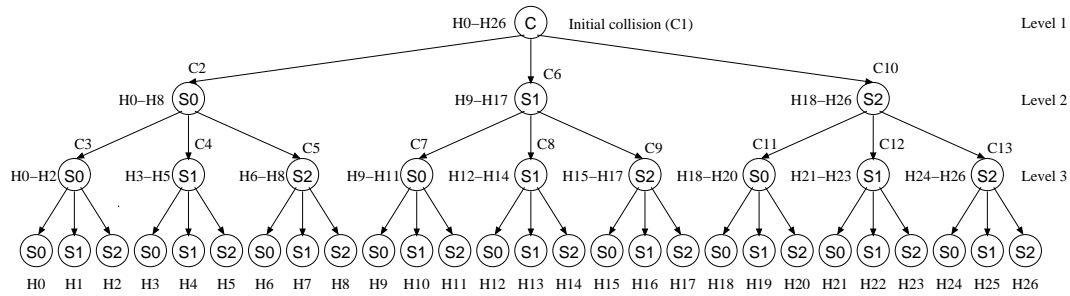 H0–H26 C Initial collision (C1) Level 1
C2 C6 C10
H0–H8 S0 H9–H17 S1 H18–H26 S2 Level 2
C3 C4 C5 C7 C8 C9 C11 C12 C13
H0–H2 S0 H3–H5 S1 H6–H8 S2 H9–H11 S0 H12–H14 S1 H15–H17 S2 H18–H20 S0 H21–H23 S1 H24–H26 S2 Level 3
S0 S1 S2 S0 S1 S2 S0 S1 S2 S0 S1 S2 S0 S1 S2 S0 S1 S2 S0 S1 S2 S0 S1 S2 S0 S1 S2
H0 H1 H2 H3 H4 H5 H6 H7 H8 H9 H10 H11 H12 H13 H14 H15 H16 H17 H18 H19 H20 H21 H22 H23 H24 H25 H26